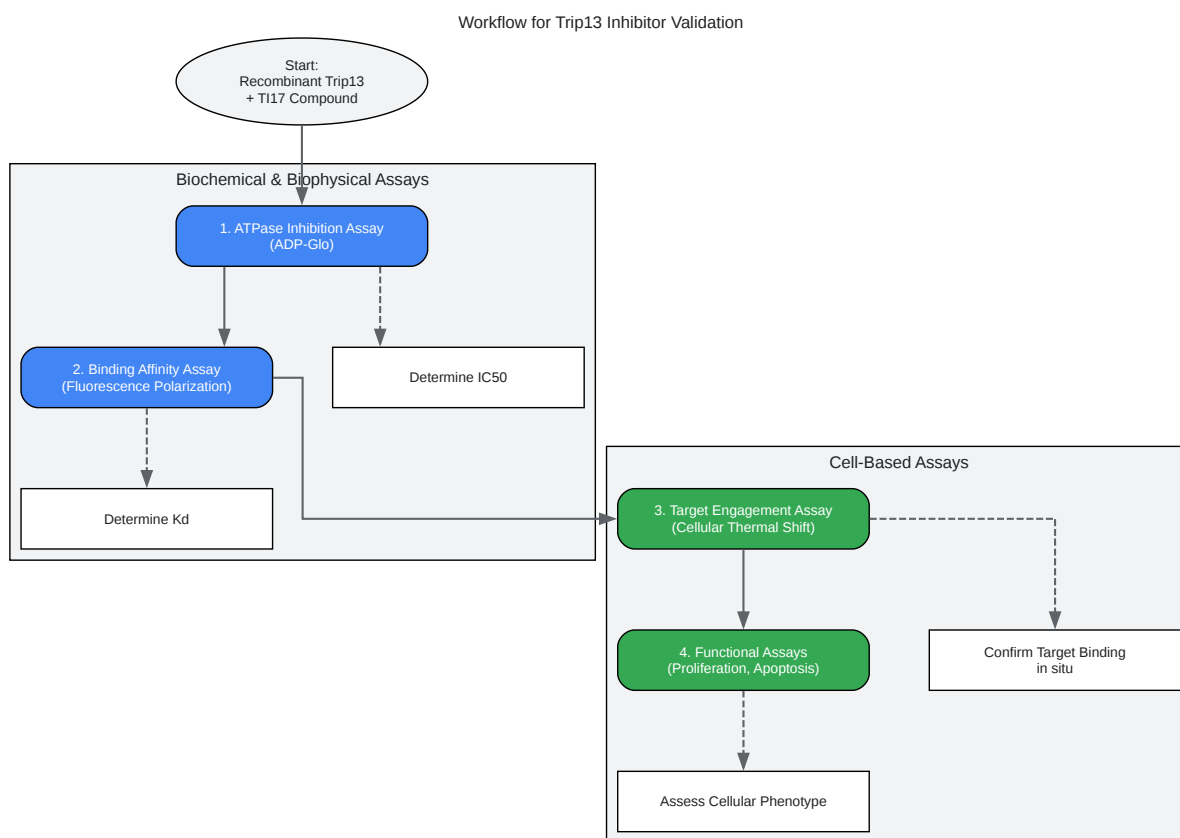 Workflow for Trip13 Inhibitor Validation
Start:
Recombinant Trip13
+ TI17 Compound
Biochemical & Biophysical Assays
1. ATPase Inhibition Assay
(ADP-Glo)
2. Binding Affinity Assay
(Fluorescence Polarization)
Determine IC50
Determine Kd
Cell-Based Assays
3. Target Engagement Assay
(Cellular Thermal Shift)
4. Functional Assays
(Proliferation, Apoptosis)
Confirm Target Binding
in situ
Assess Cellular Phenotype